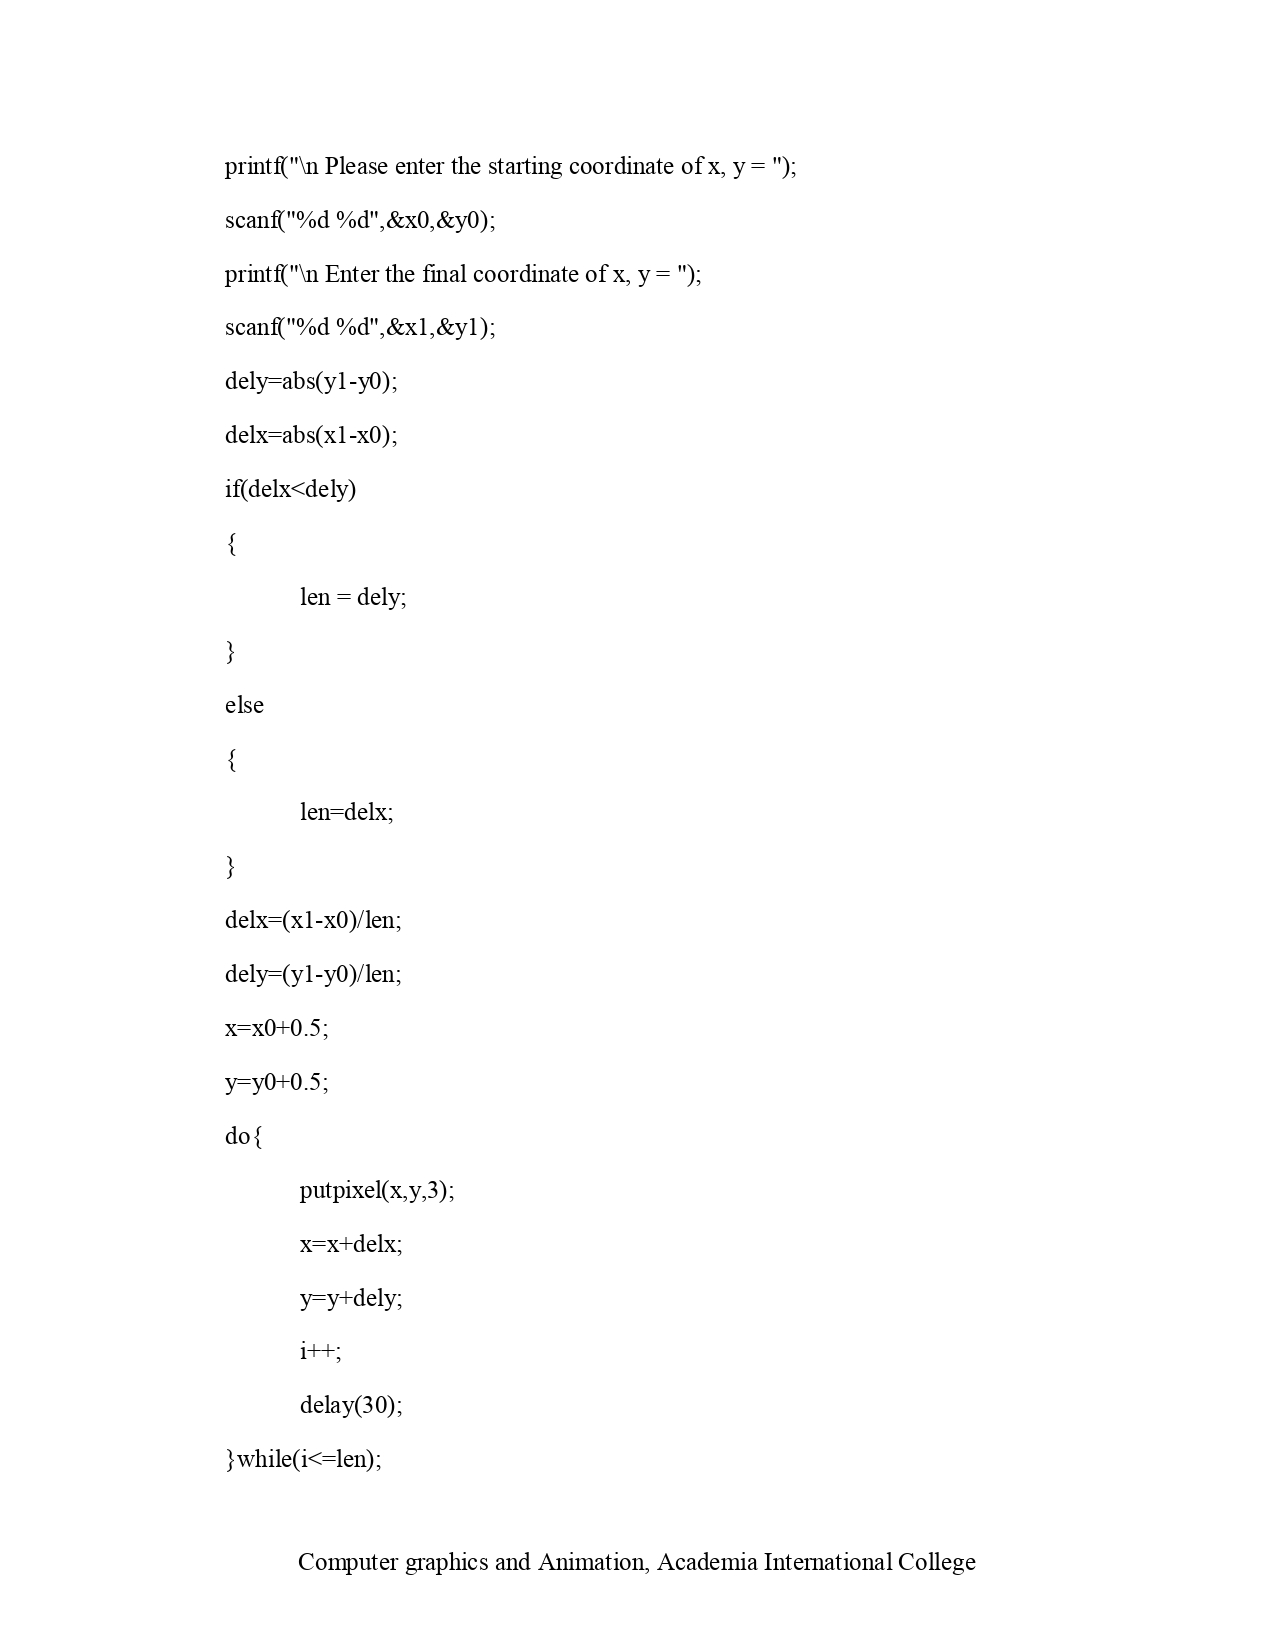 printf("\n Please enter the starting coordinate of x, y = ");
scanf("%d %d",&x0,&y0);
printf("\n Enter the final coordinate of x, y = ");
scanf("%d %d",&x1,&y1);
dely=abs(y1-y0);
delx=abs(x1-x0);
if(delx<dely)
{
len = dely;
}
else
{
len=delx;
}
delx=(x1-x0)/len;
dely=(y1-y0)/len;
x=x0+0.5;
y=y0+0.5;
do{
putpixel(x,y,3);
x=x+delx;
y=y+dely;
i++;
delay(30);
}while(i<=len);
Computer graphics and Animation, Academia International College